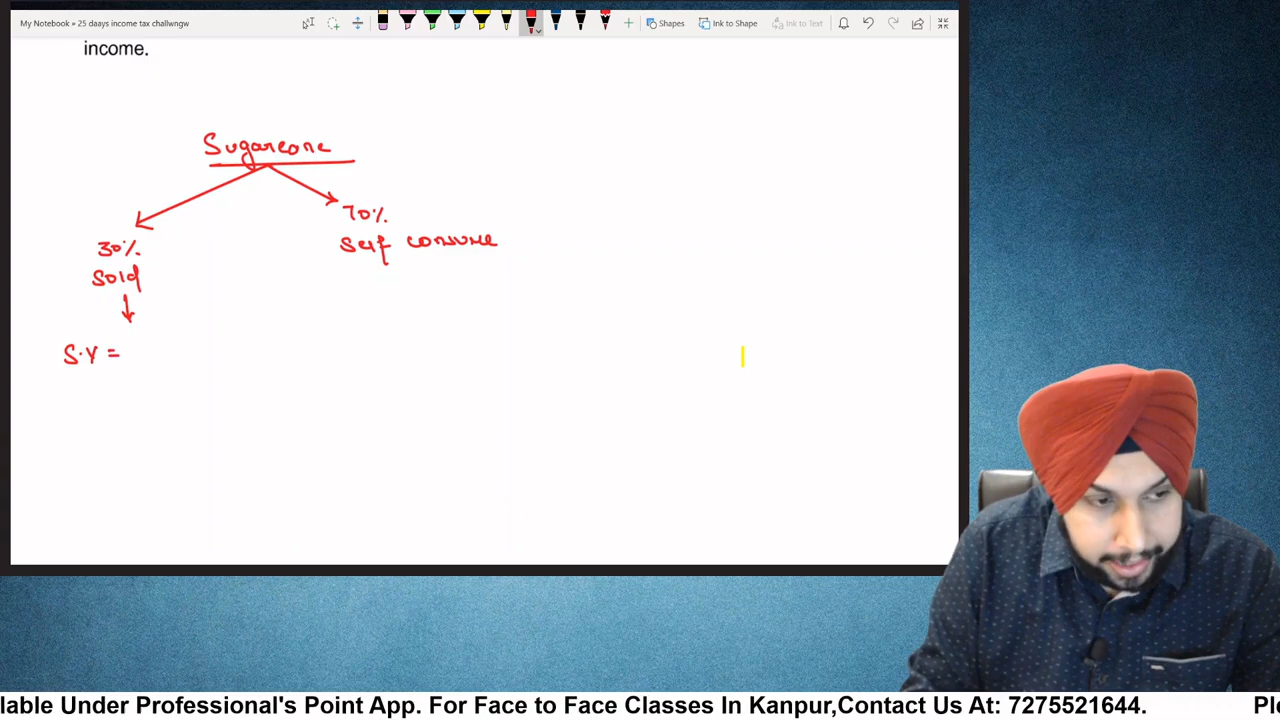 My Notebook » 25 daays income tax challwngw
Shapes
Ink to Shape
Ink to Text
income.
Sugarcane
30%
Sold
70%
Self consume
S.V =
lable Under Professional's Point App. For Face to Face Classes In Kanpur,Contact Us At: 7275521644.
Ple